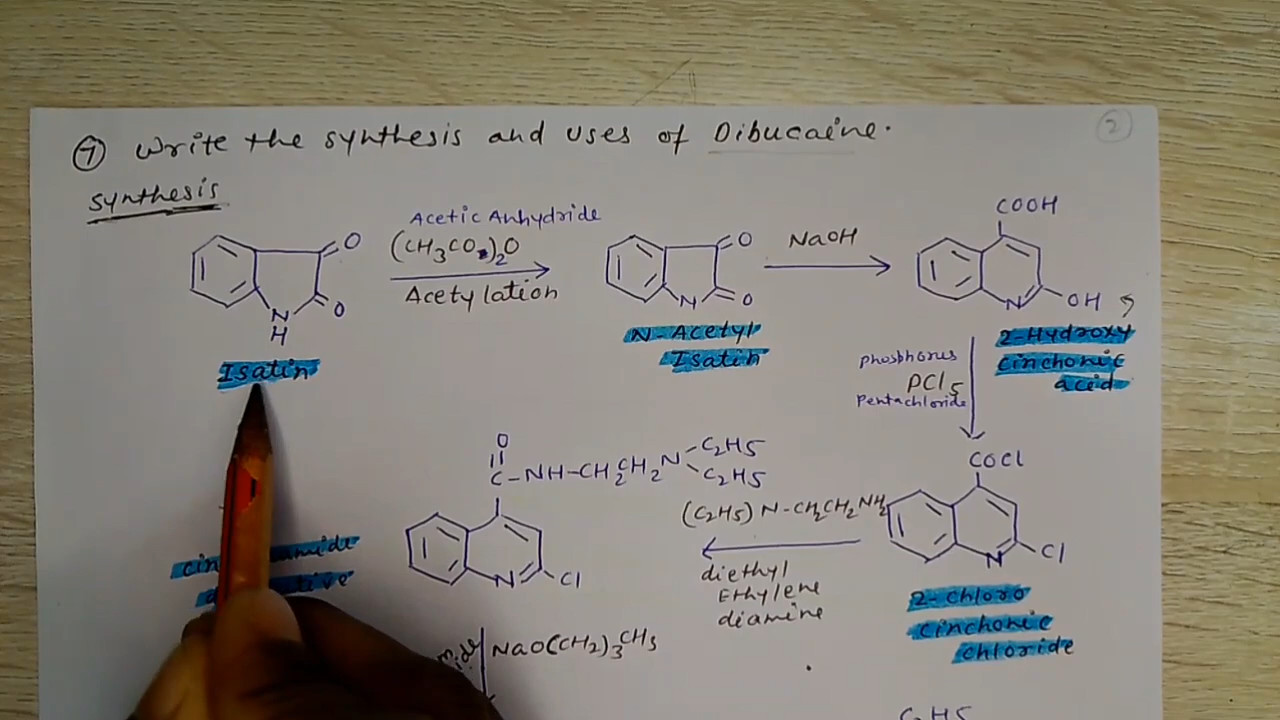 7 Write the synthesis and uses of Dibucaine.
2
synthesis
Acetic Anhydride
(CH3CO)2O
Acetylation
NaOH
COOH
O
O
N
H
O
O
N
N
OH
Isatin
N-Acetyl
Isatin
2-Hydroxy
cinchonic
acid
phosphorus
PCl5
Pentachloride
COCl
O
C-NH-CH2CH2N
C2H5
C2H5
(C2H5) N-CH2CH2NH2
diethyl
Ethylene
diamine
N
Cl
N
Cl
2-chloro
cinchonic
chloride
NaO(CH2)3CH3
C2H5